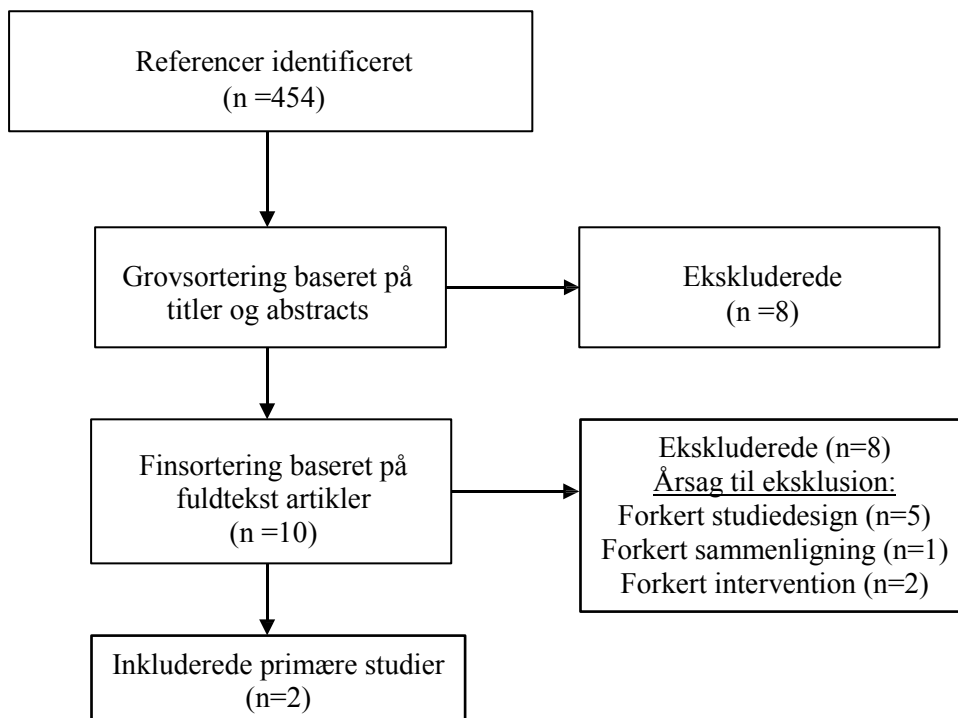 Referencer identificeret
(n =454)
Grovsortering baseret på
titler og abstracts
Ekskluderede
(n =8)
Finsortering baseret på
fuldtekst artikler
(n =10)
Ekskluderede (n=8)
Årsag til eksklusion:
Forkert studiedesign (n=5)
Forkert sammenligning (n=1)
Forkert intervention (n=2)
Inkluderede primære studier
(n=2)